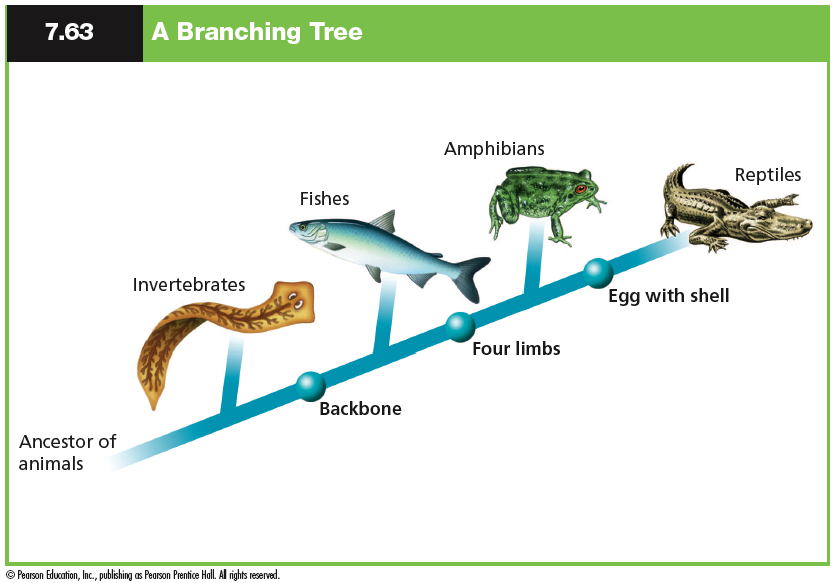 7.63 A Branching Tree
Amphibians
Reptiles
Fishes
Invertebrates
Egg with shell
Four limbs
Backbone
Ancestor of
animals
© Pearson Education, Inc., publishing as Pearson Prentice Hall. All rights reserved.